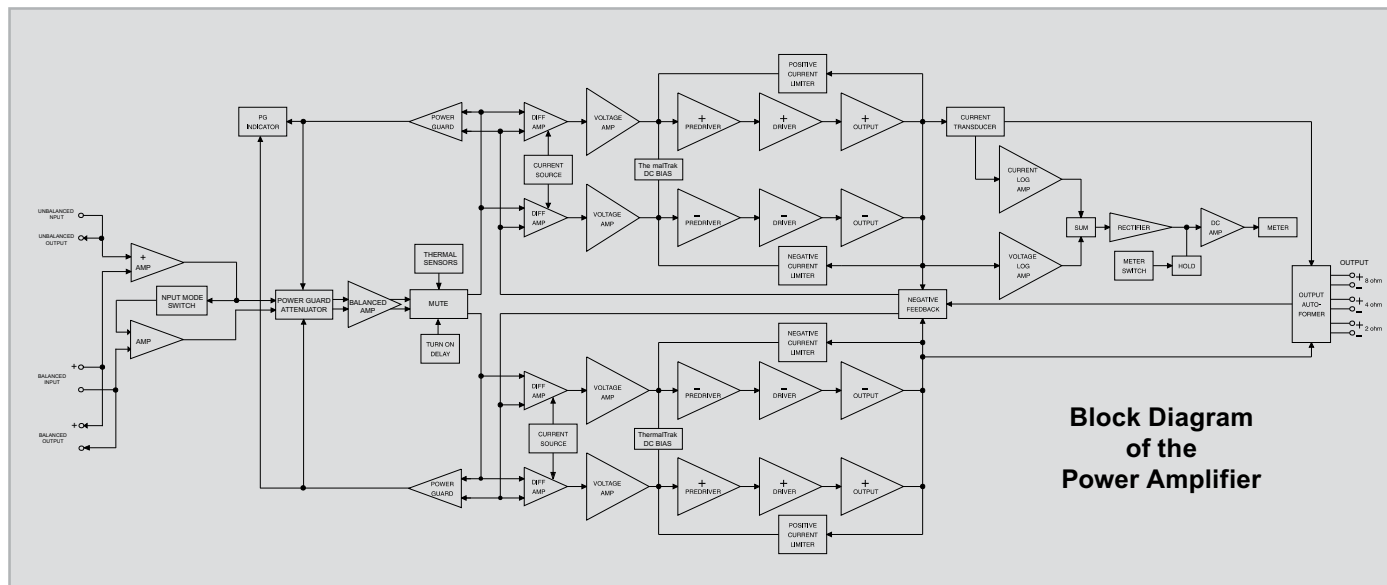 POSITIVE
CURRENT
LIMITER
PG
INDICATOR
POWER
GUARD
DIFF
AMP
VOLTAGE
AMP
+
PREDRIVER
+
DRIVER
+
OUTPUT
CURRENT
TRANSDUCER
CURRENT
SOURCE
The malTrak
DC BIAS
CURRENT
LOG
AMP
DIFF
AMP
VOLTAGE
AMP
–
PREDRIVER
–
DRIVER
–
OUTPUT
SUM
RECTIFIER
DC
AMP
METER
UNBALANCED
NPUT
UNBALANCED
OUTPUT
+
AMP
THERMAL
SENSORS
NEGATIVE
CURRENT
LIMITER
VOLTAGE
LOG
AMP
METER
SWITCH
HOLD
NPUT MODE
SWITCH
POWER GUARD
ATTENUATOR
BALANCED
AMP
MUTE
NEGATIVE
FEEDBACK
OUTPUT
AUTO-
FORMER
OUTPUT
+ 8 ohm
–
+ 4 ohm
–
+ 2 ohm
–
AMP
TURN ON
DELAY
NEGATIVE
CURRENT
LIMITER
+
BALANCED
INPUT
+
BALANCED
OUTPUT
DIFF
AMP
VOLTAGE
AMP
–
PREDRIVER
–
DRIVER
–
OUTPUT
CURRENT
SOURCE
ThermalTrak
DC BIAS
POWER
GUARD
DIFF
AMP
VOLTAGE
AMP
+
PREDRIVER
+
DRIVER
+
OUTPUT
POSITIVE
CURRENT
LIMITER
Block Diagram
of the
Power Amplifier